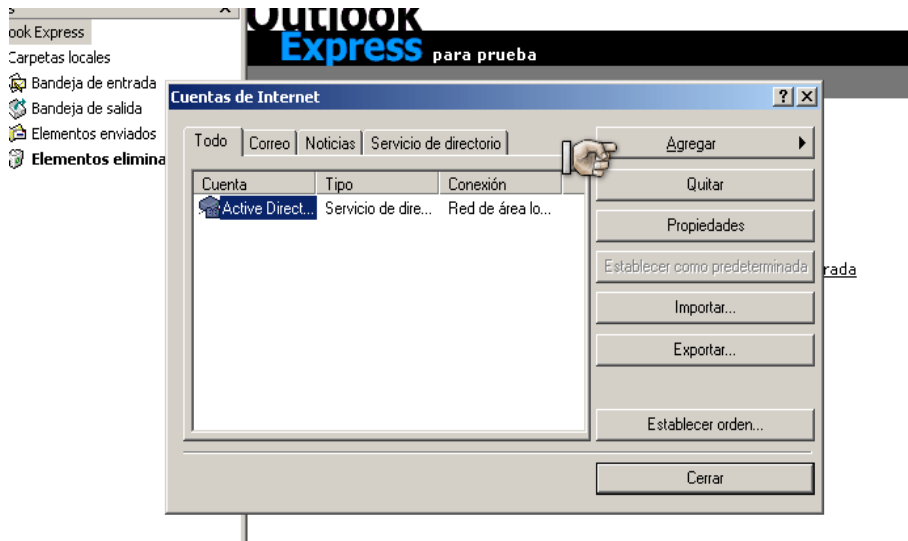 Outlook
Express para prueba
ook Express
Carpetas locales
Bandeja de entrada
Bandeja de salida
Elementos enviados
Elementos elimina
Cuentas de Internet
Todo Correo Noticias Servicio de directorio
Cuenta Tipo Conexión
Active Direct... Servicio de dire... Red de área lo...
Agregar
Quitar
Propiedades
Establecer como predeterminada
Importar...
Exportar...
Establecer orden...
Cerrar
rada